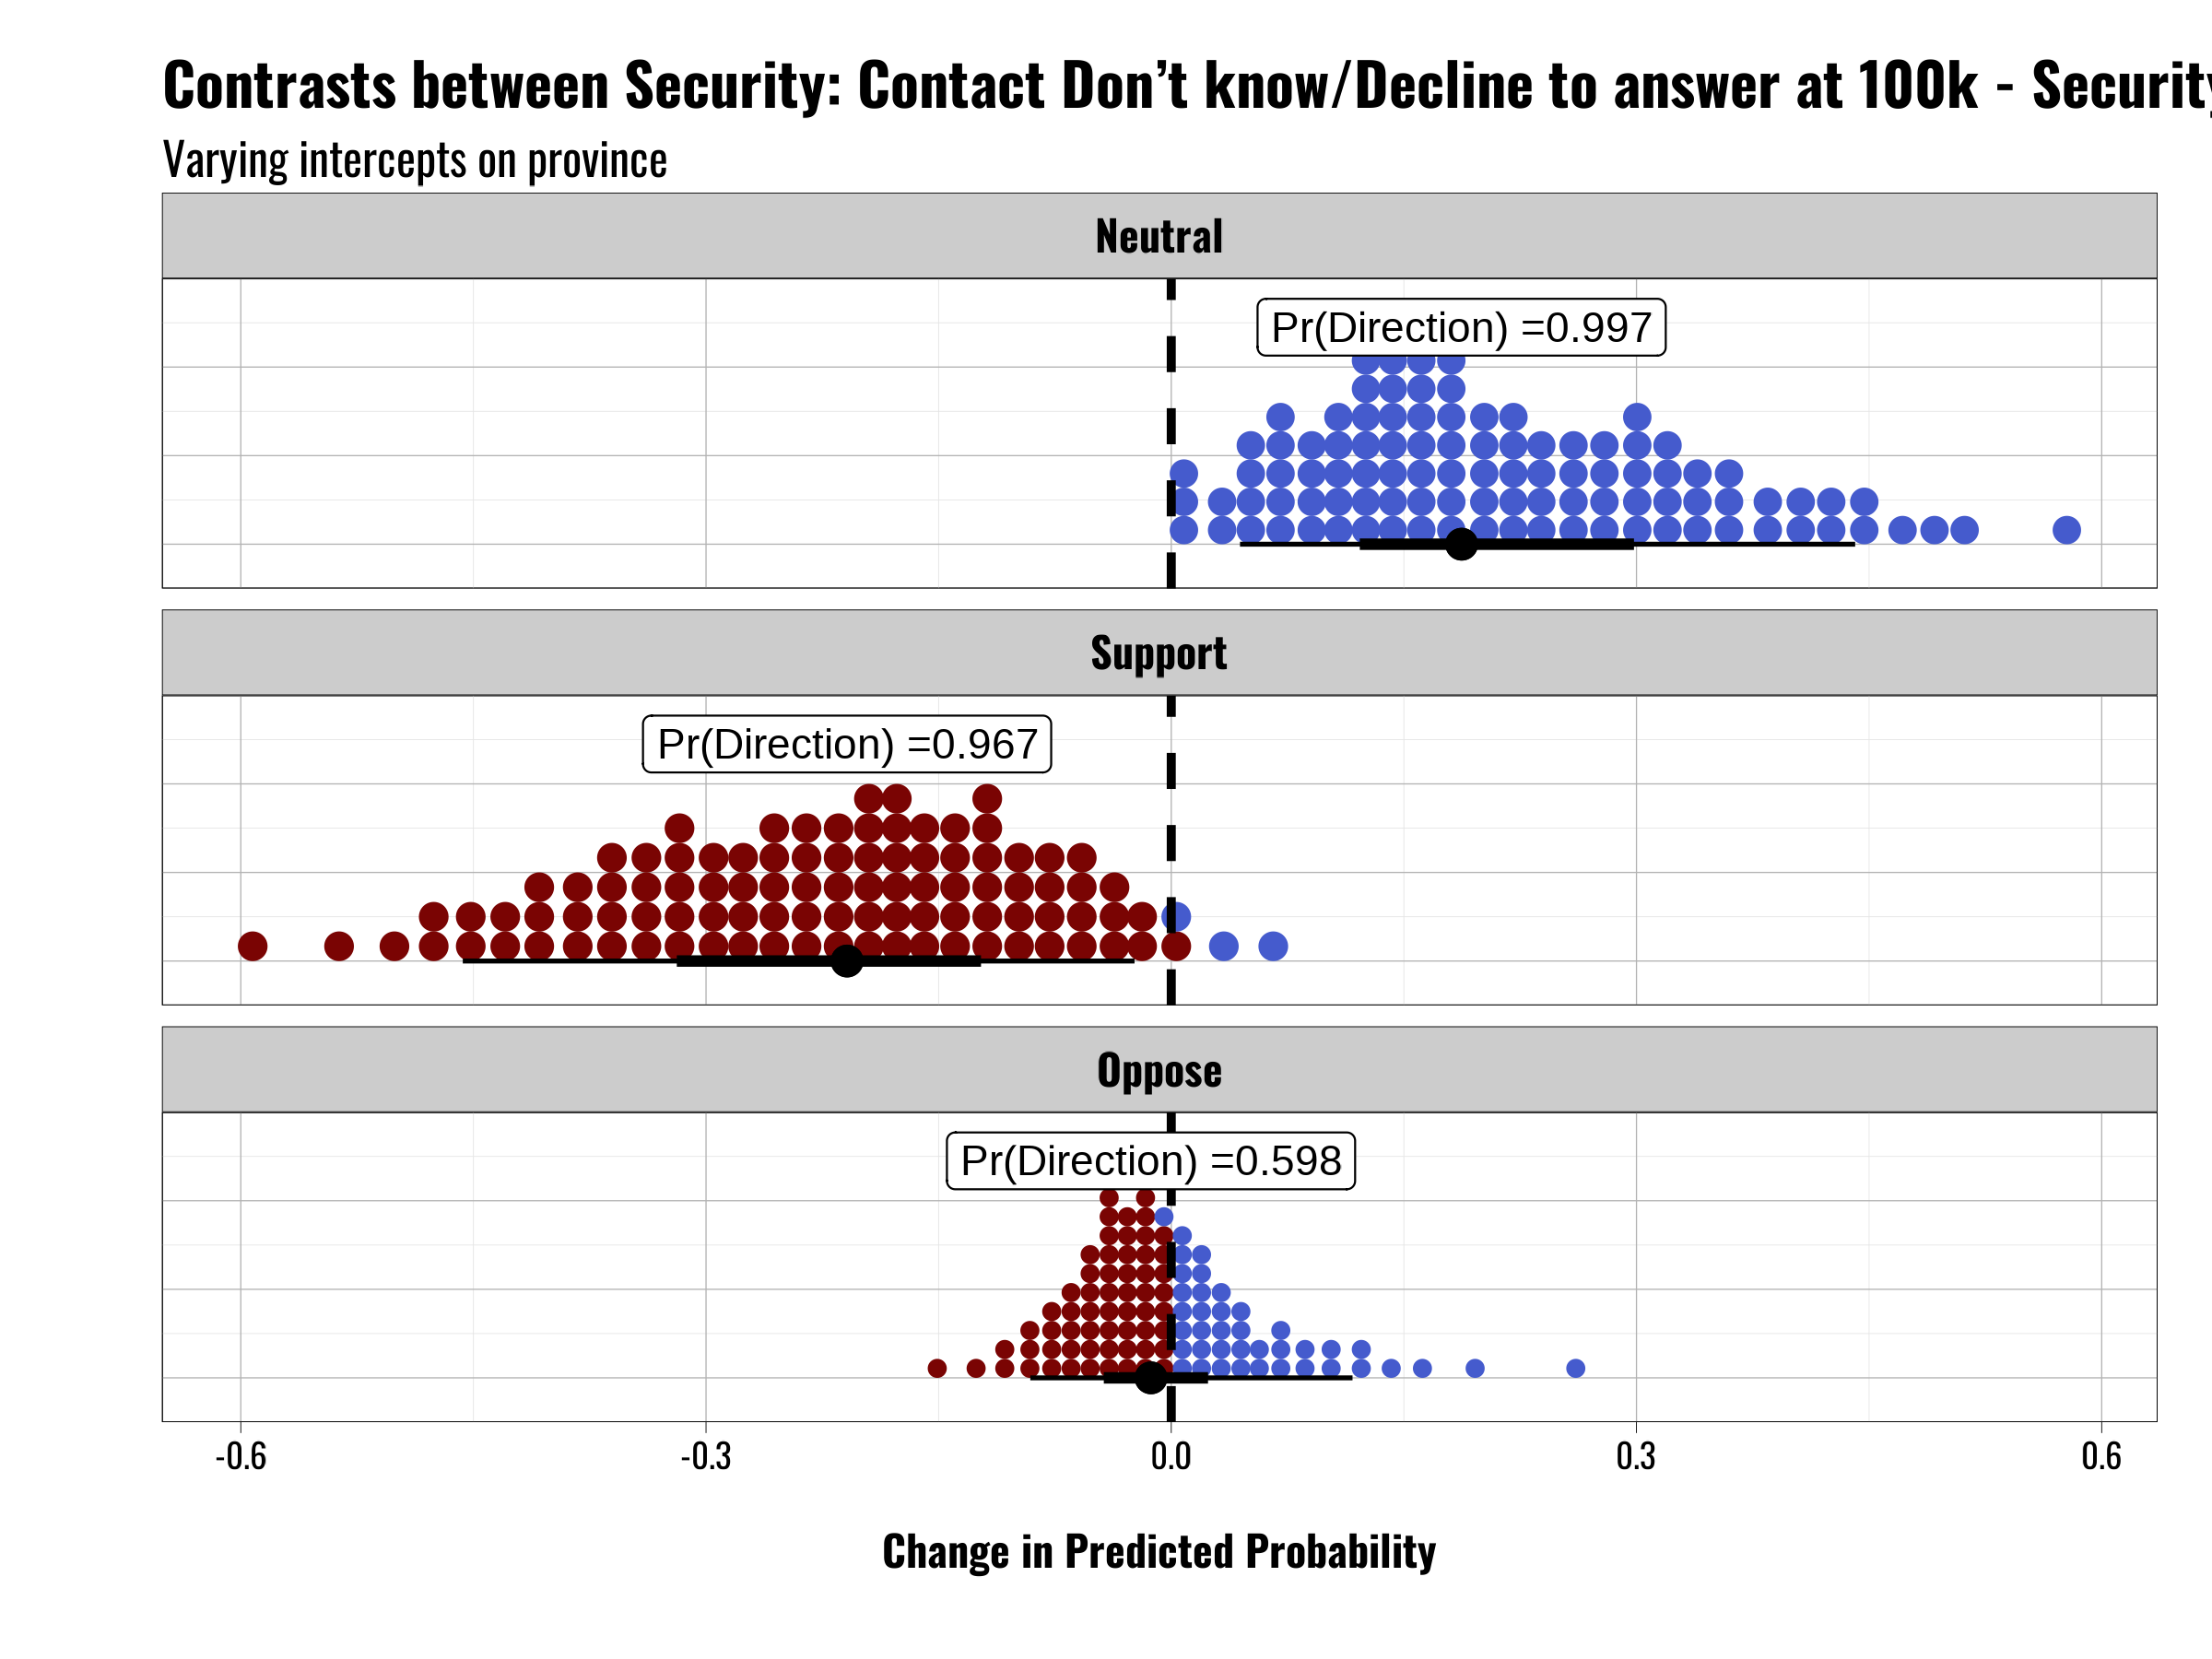 Contrasts between Security: Contact Don’t know/Decline to answer at 100k - Security
Varying intercepts on province
Neutral
Pr(Direction) =0.997
Support
Pr(Direction) =0.967
Oppose
Pr(Direction) =0.598
-0.6 -0.3 0.0 0.3 0.6
Change in Predicted Probability